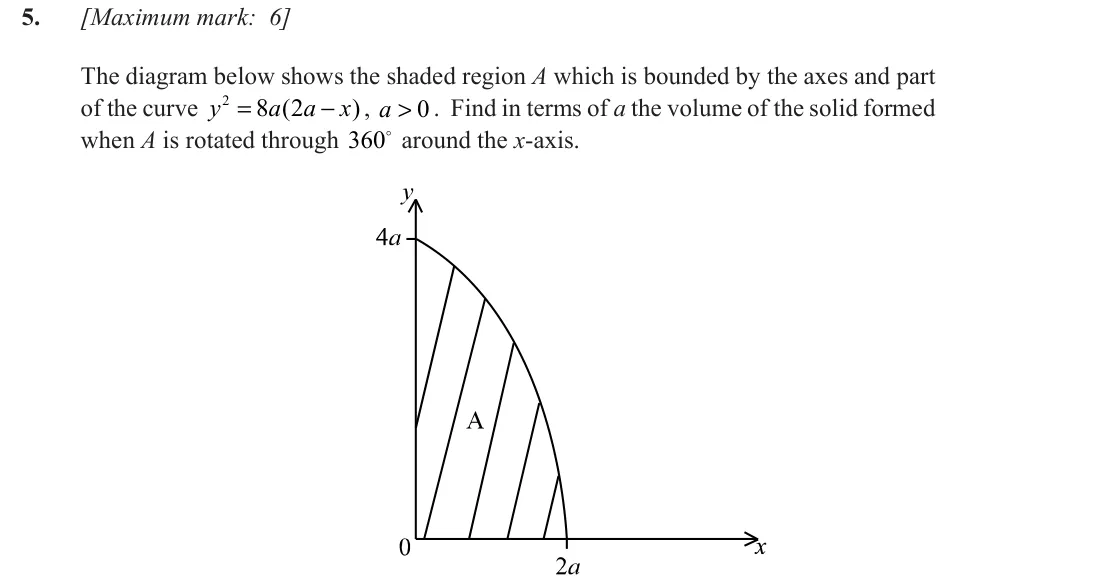 5. [Maximum mark: 6]
The diagram below shows the shaded region A which is bounded by the axes and part
of the curve y² = 8a(2a − x), a > 0. Find in terms of a the volume of the solid formed
when A is rotated through 360° around the x-axis.
y
4a
A
0
x
2a